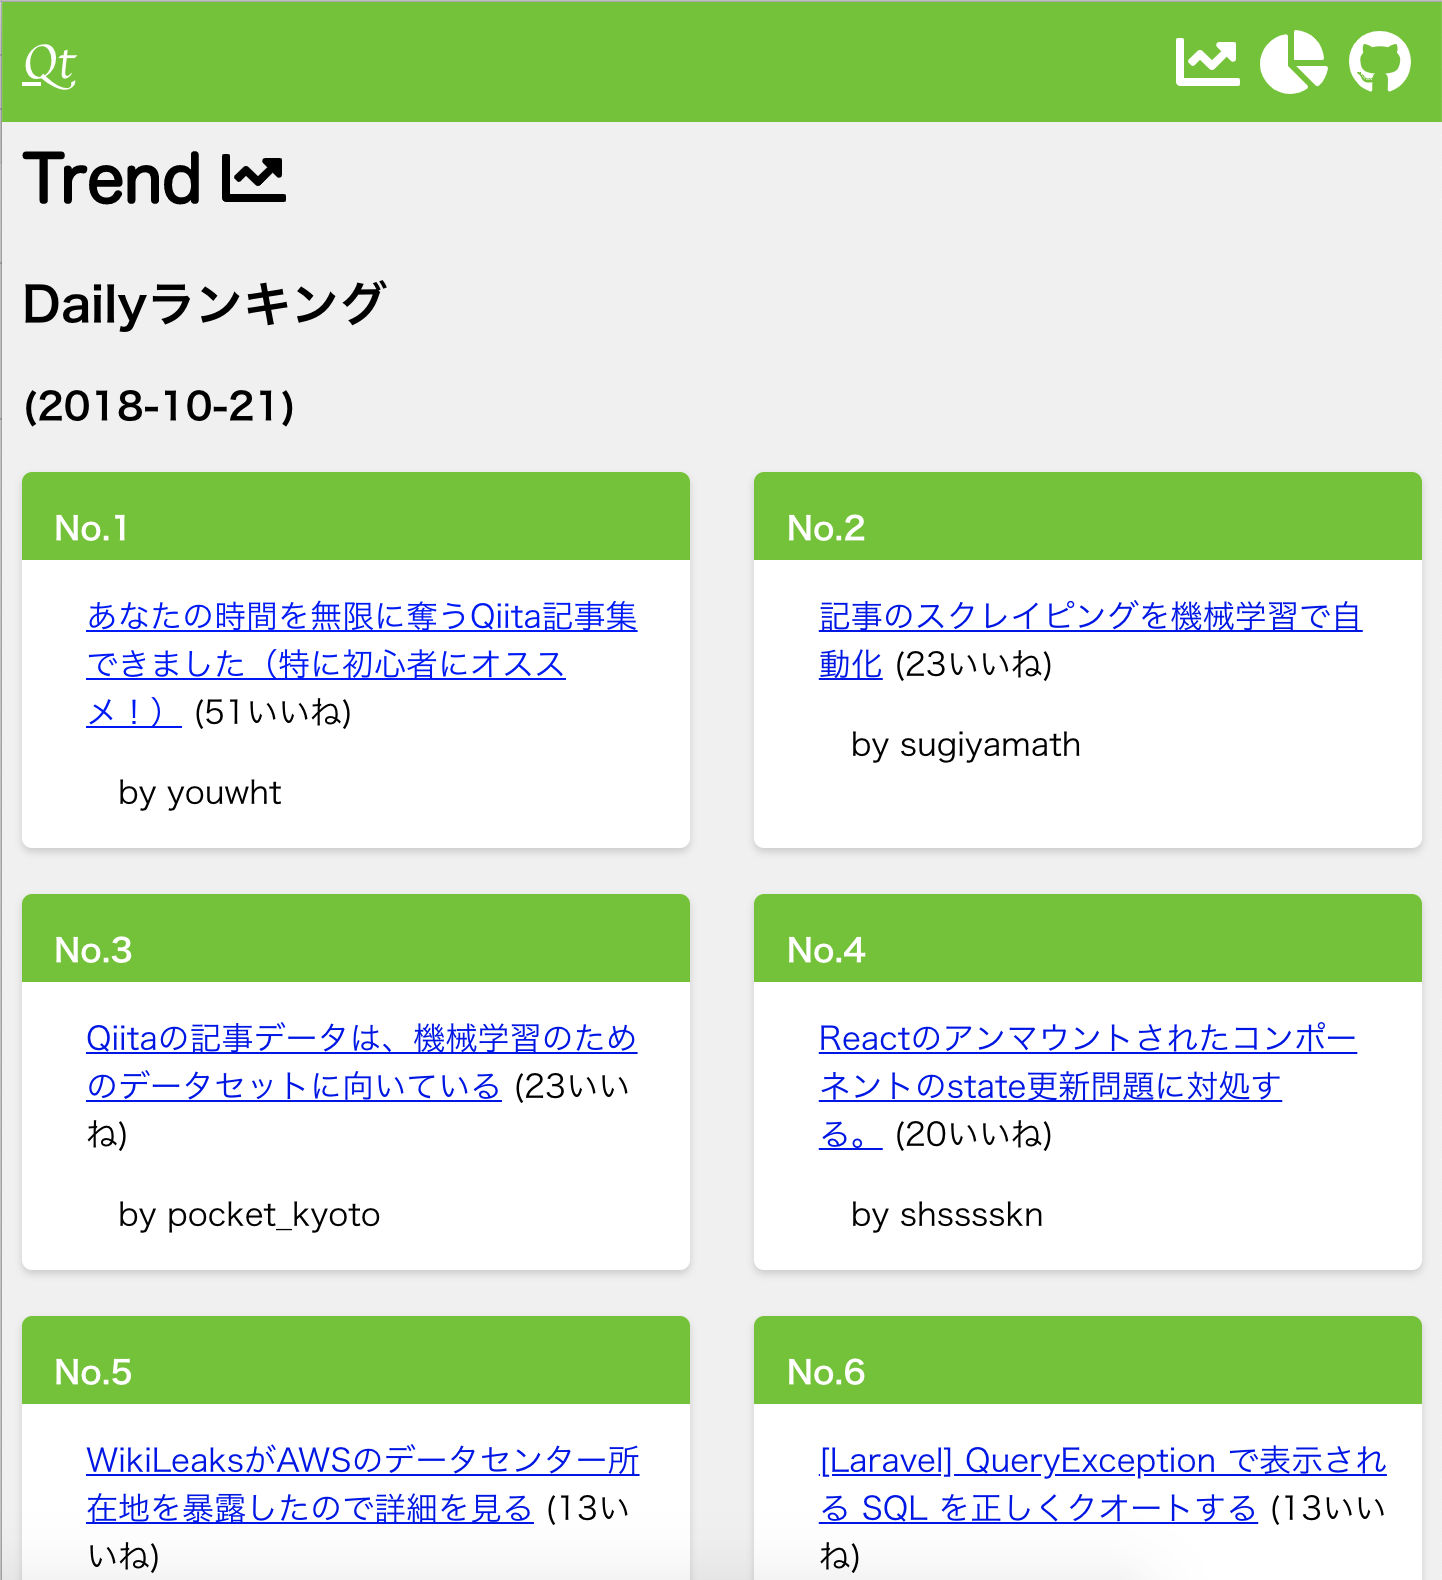 Qt
Trend
Dailyランキング
(2018-10-21)
No.1
あなたの時間を無限に奪うQiita記事集
できました（特に初心者にオスス
メ！） (51いいね)
by youwht
No.2
記事のスクレイピングを機械学習で自
動化 (23いいね)
by sugiyamath
No.3
Qiitaの記事データは、機械学習のため
のデータセットに向いている (23いい
ね)
by pocket_kyoto
No.4
Reactのアンマウントされたコンポー
ネントのstate更新問題に対処す
る。 (20いいね)
by shsssskn
No.5
WikiLeaksがAWSのデータセンター所
在地を暴露したので詳細を見る (13い
いね)
No.6
[Laravel] QueryException で表示され
る SQL を正しくクオートする (13いい
ね)